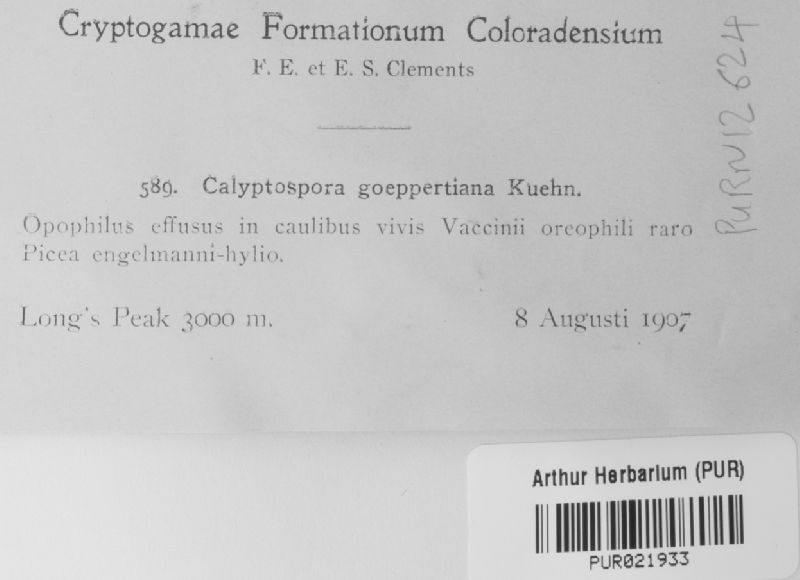 Cryptogamae Formationum Coloradensium
F. E. et E. S. Clements
589. Calyptospora goeppertiana Kuehn.
Opophilus effusus in caulibus vivis Vaccinii oreophili raro
Picea engelmanni-hylio.
Long's Peak 3000 m. 8 Augusti 1907
PURN12624
Arthur Herbarium (PUR)
PUR021933